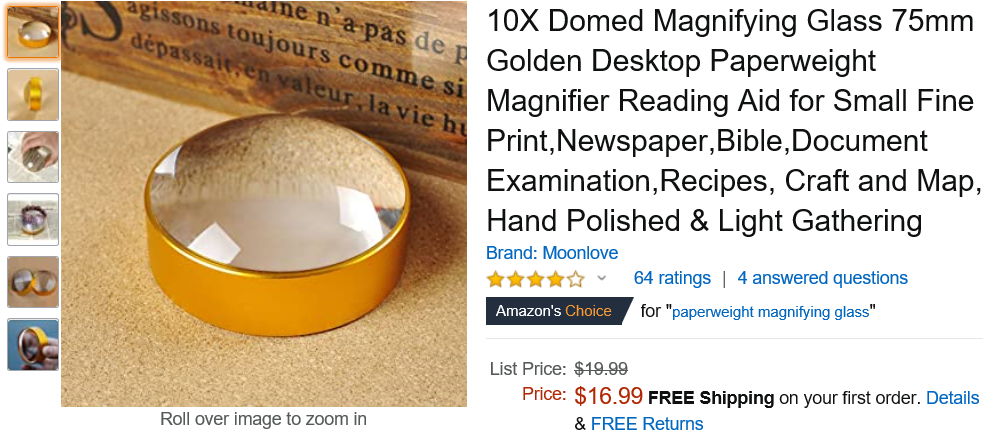 aine n'a pas de p
agissons toujours comme si
dépassait, en valeur, la vie hu
Roll over image to zoom in
10X Domed Magnifying Glass 75mm
Golden Desktop Paperweight
Magnifier Reading Aid for Small Fine
Print,Newspaper,Bible,Document
Examination,Recipes, Craft and Map,
Hand Polished & Light Gathering
Brand: Moonlove
64 ratings | 4 answered questions
Amazon's Choice for "paperweight magnifying glass"
List Price: $19.99
Price: $16.99 FREE Shipping on your first order. Details
& FREE Returns